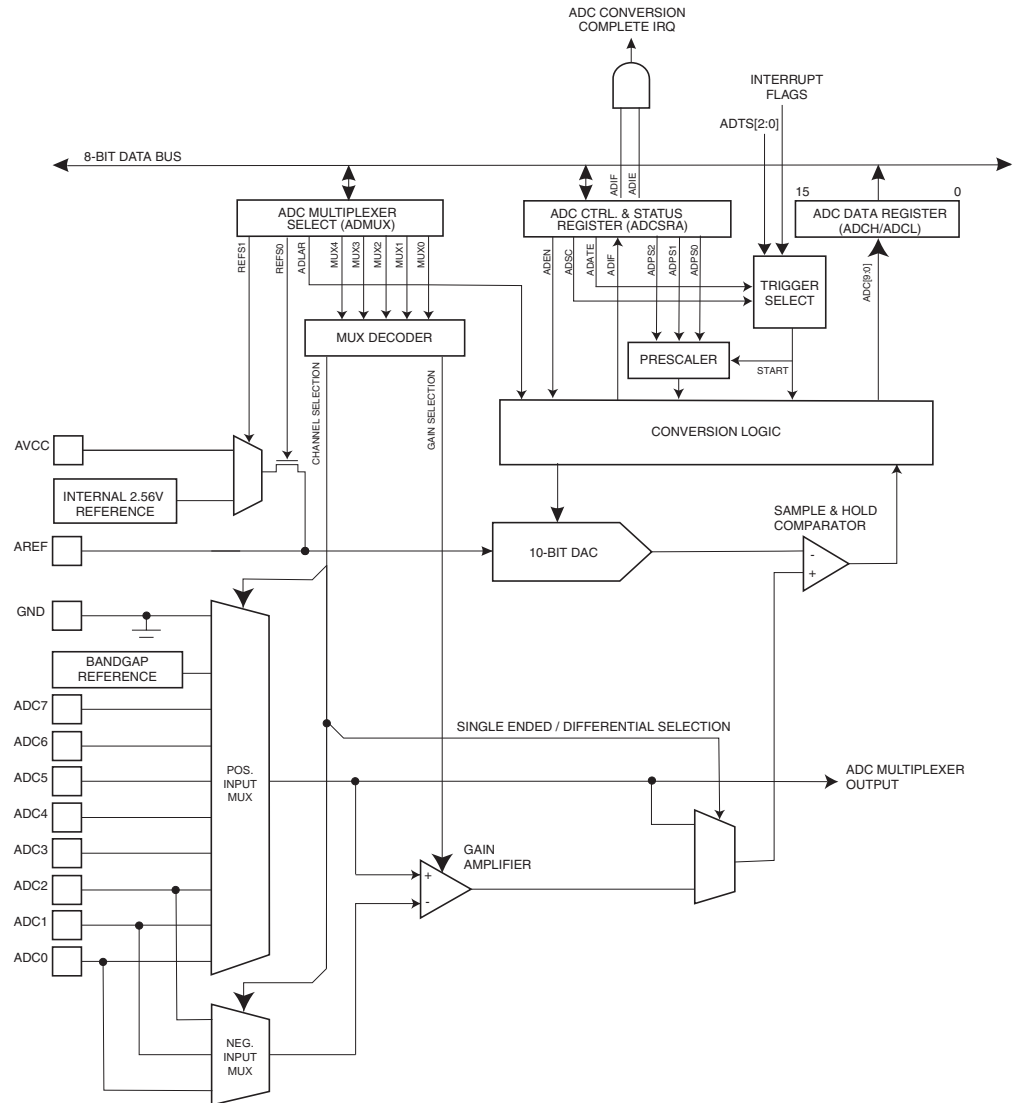 ADC CONVERSION
COMPLETE IRQ
INTERRUPT
FLAGS
ADTS[2:0]
8-BIT DATA BUS
ADIF
ADIE
15
0
ADC MULTIPLEXER
SELECT (ADMUX)
ADC CTRL. & STATUS
REGISTER (ADCSRA)
ADC DATA REGISTER
(ADCH/ADCL)
REFS1
REFS0
ADLAR
MUX4
MUX3
MUX2
MUX1
MUX0
ADEN
ADSC
ADATE
ADIF
ADPS2
ADPS1
ADPS0
ADC[9:0]
TRIGGER
SELECT
MUX DECODER
PRESCALER
START
CHANNEL SELECTION
GAIN SELECTION
CONVERSION LOGIC
AVCC
INTERNAL 2.56V
REFERENCE
SAMPLE & HOLD
COMPARATOR
AREF
10-BIT DAC
-
+
GND
BANDGAP
REFERENCE
ADC7
SINGLE ENDED / DIFFERENTIAL SELECTION
ADC6
ADC5
POS.
INPUT
MUX
ADC MULTIPLEXER
OUTPUT
ADC4
ADC3
GAIN
AMPLIFIER
+
-
ADC2
ADC1
ADC0
NEG.
INPUT
MUX